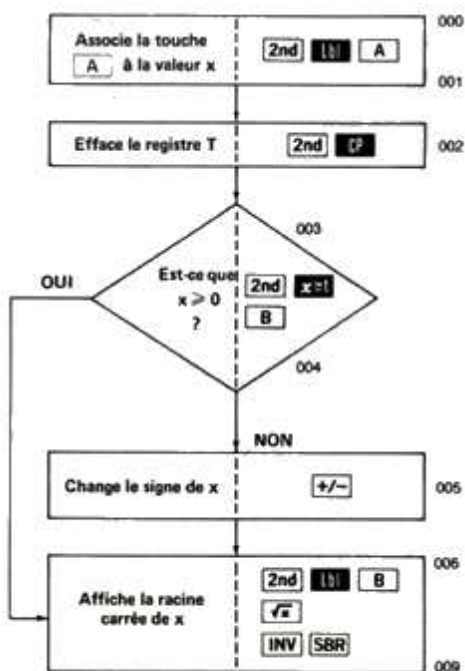 000
Associe la touche
A à la valeur x
2nd Lbl A
001
Efface le registre T
2nd CP
002
003
OUI
Est-ce que
x ⩾ 0
?
2nd x≥t
B
004
NON
Change le signe de x
+/−
005
006
Affiche la racine
carrée de x
2nd Lbl B
√x
INV SBR
009